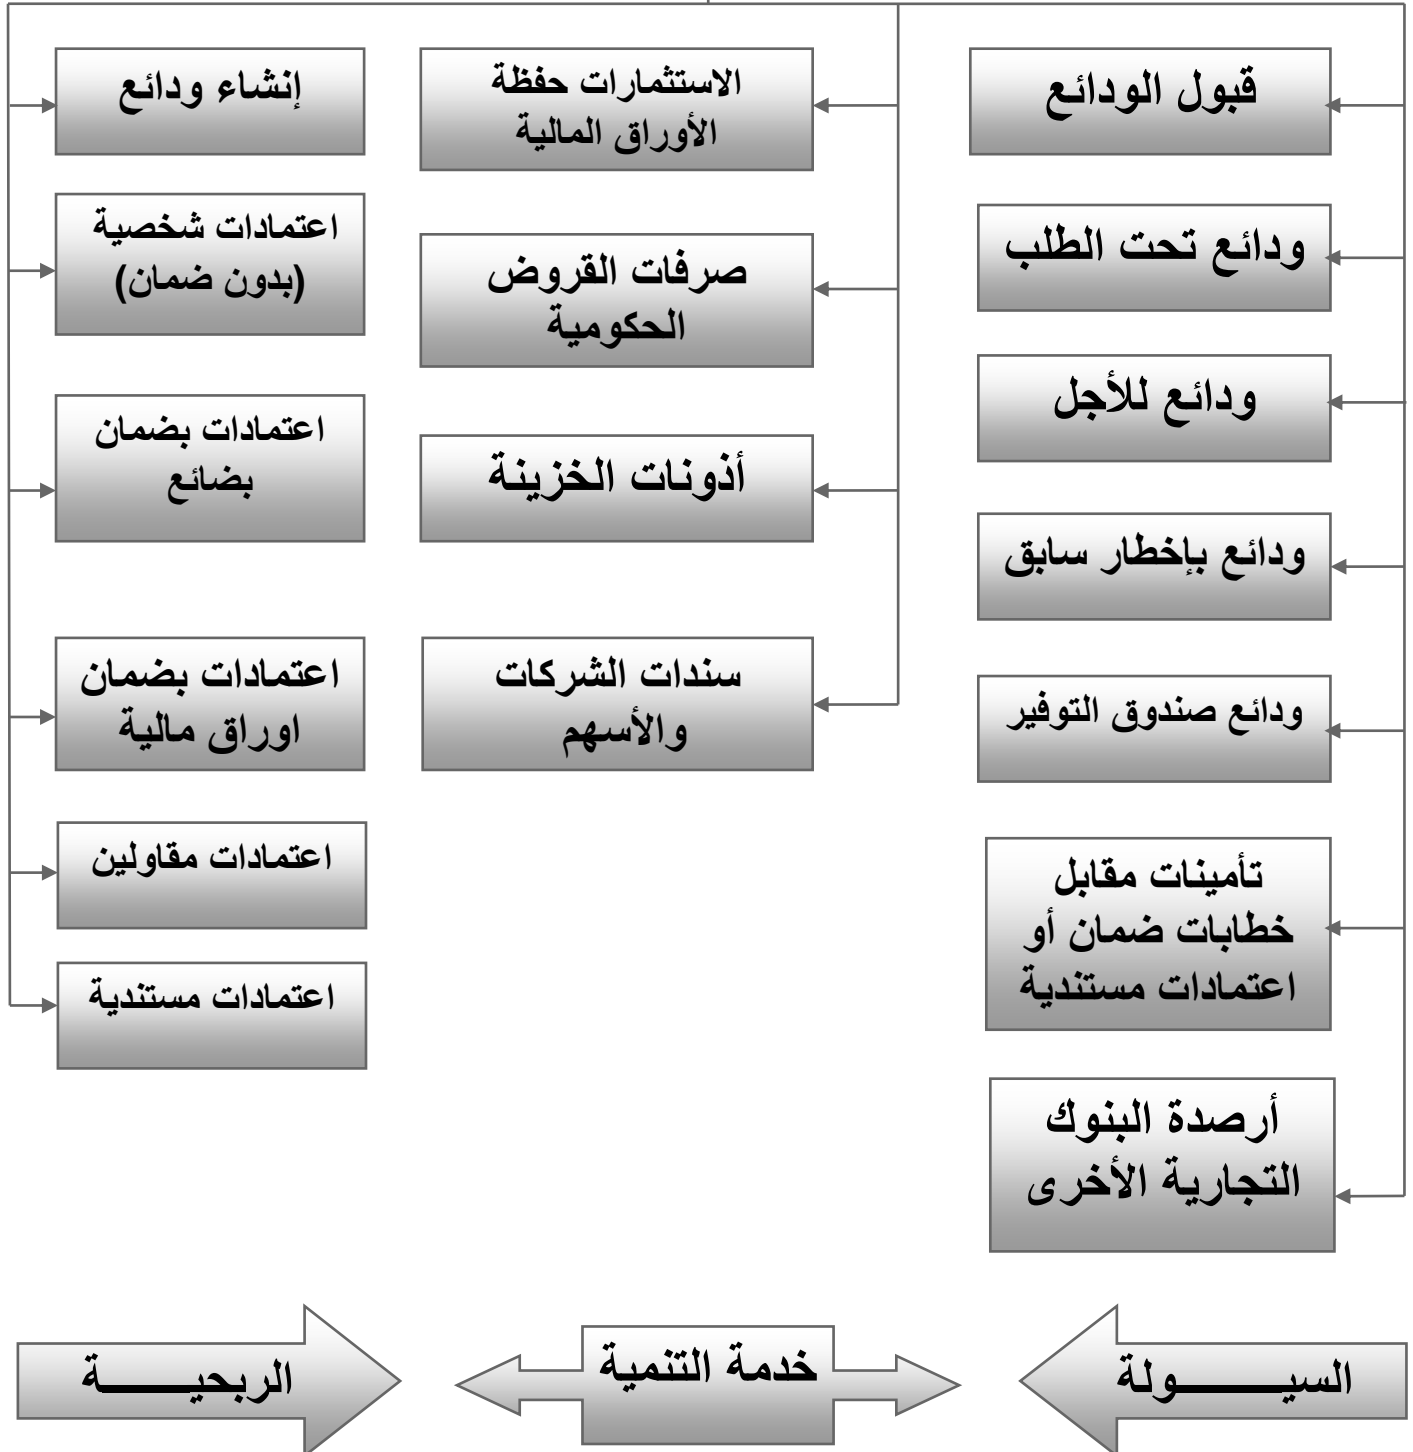 قبول الودائع
ودائع تحت الطلب
ودائع للأجل
ودائع بإخطار سابق
ودائع صندوق التوفير
تأمينات مقابل
خطابات ضمان أو
اعتمادات مستندية
أرصدة البنوك
التجارية الأخرى
الاستثمارات حفظة
الأوراق المالية
صرفات القروض
الحكومية
أذونات الخزينة
سندات الشركات
والأسهم
إنشاء ودائع
اعتمادات شخصية
(بدون ضمان)
اعتمادات بضمان
بضائع
اعتمادات بضمان
اوراق مالية
اعتمادات مقاولين
اعتمادات مستندية
السيـــــــولة
خدمة التنمية
الربحيـــــــة